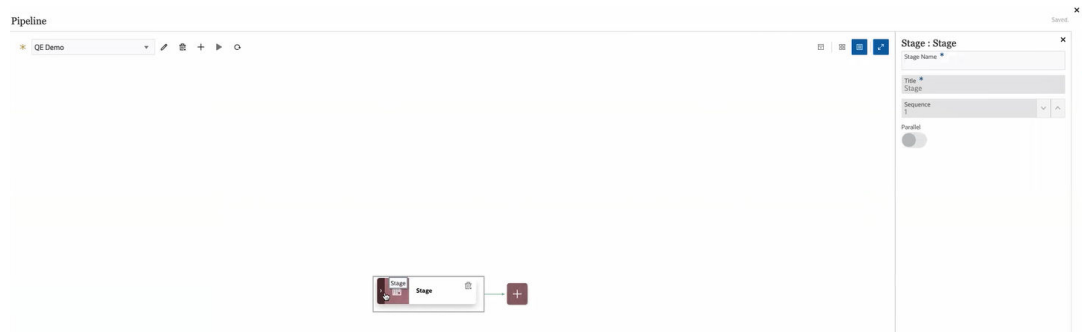 Pipeline
Saved.
QE Demo
Stage : Stage
Stage Name *
Title *
Stage
Sequence
1
Parallel
Stage
Stage